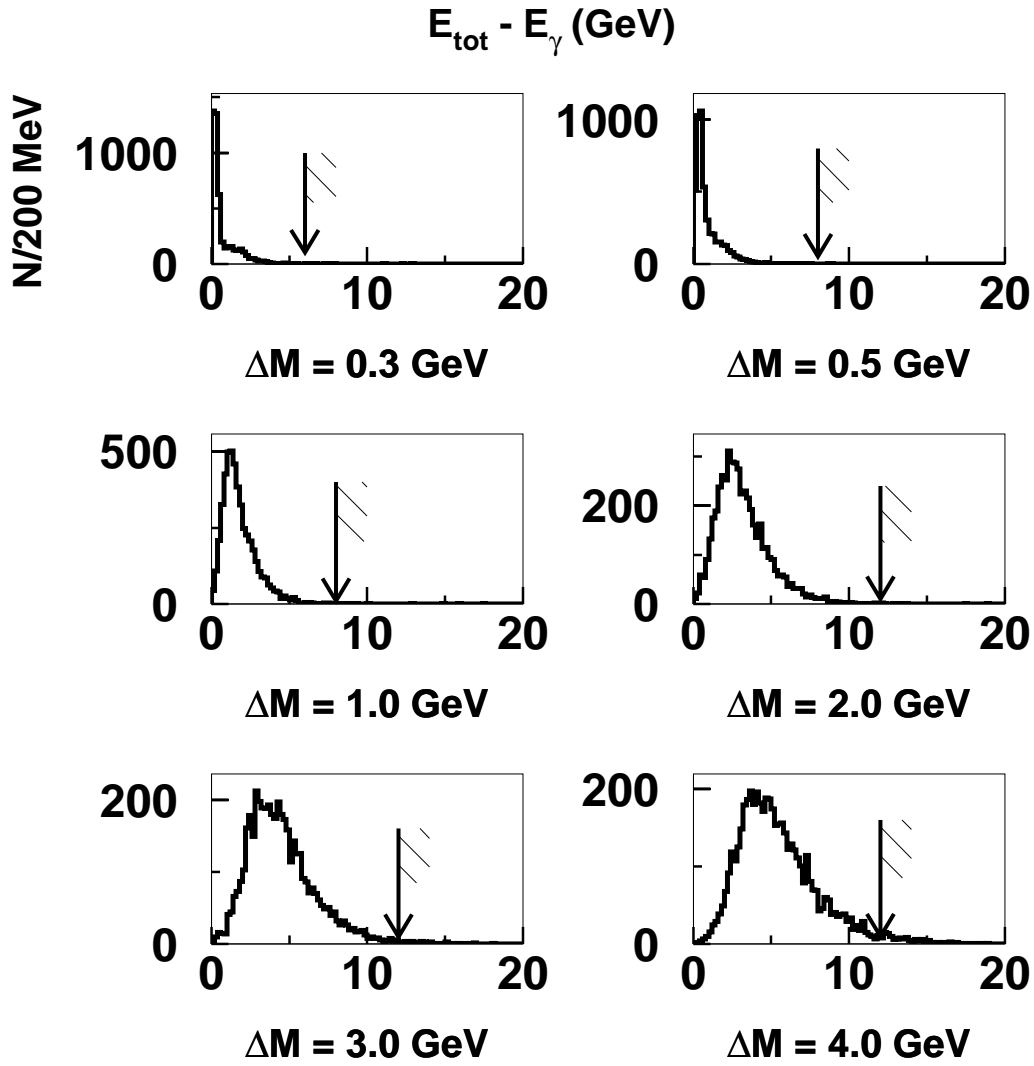 E_tot - E_γ (GeV)
N/200 MeV
1000
0
0 10 20
ΔM = 0.3 GeV
1000
0
0 10 20
ΔM = 0.5 GeV
500
0
0 10 20
ΔM = 1.0 GeV
200
0
0 10 20
ΔM = 2.0 GeV
200
0
0 10 20
ΔM = 3.0 GeV
200
0
0 10 20
ΔM = 4.0 GeV